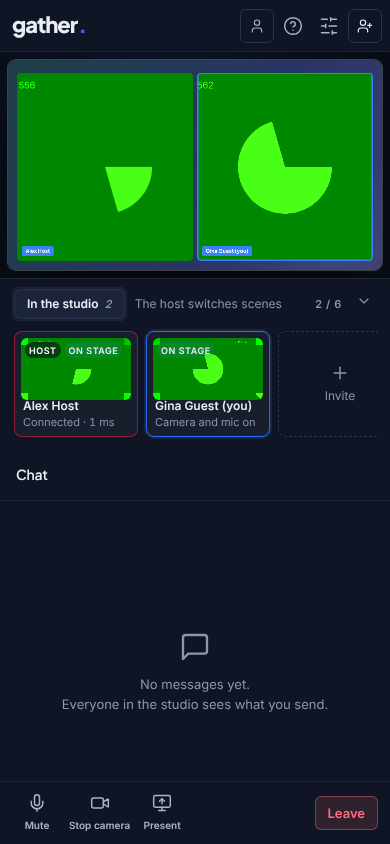 gather.
556
562
Alex Host
Gina Guest (you)
In the studio 2
The host switches scenes
2 / 6
HOST
ON STAGE
Alex Host
Connected · 1 ms
ON STAGE
Gina Guest (you)
Camera and mic on
Invite
Chat
No messages yet.
Everyone in the studio sees what you send.
Mute
Stop camera
Present
Leave